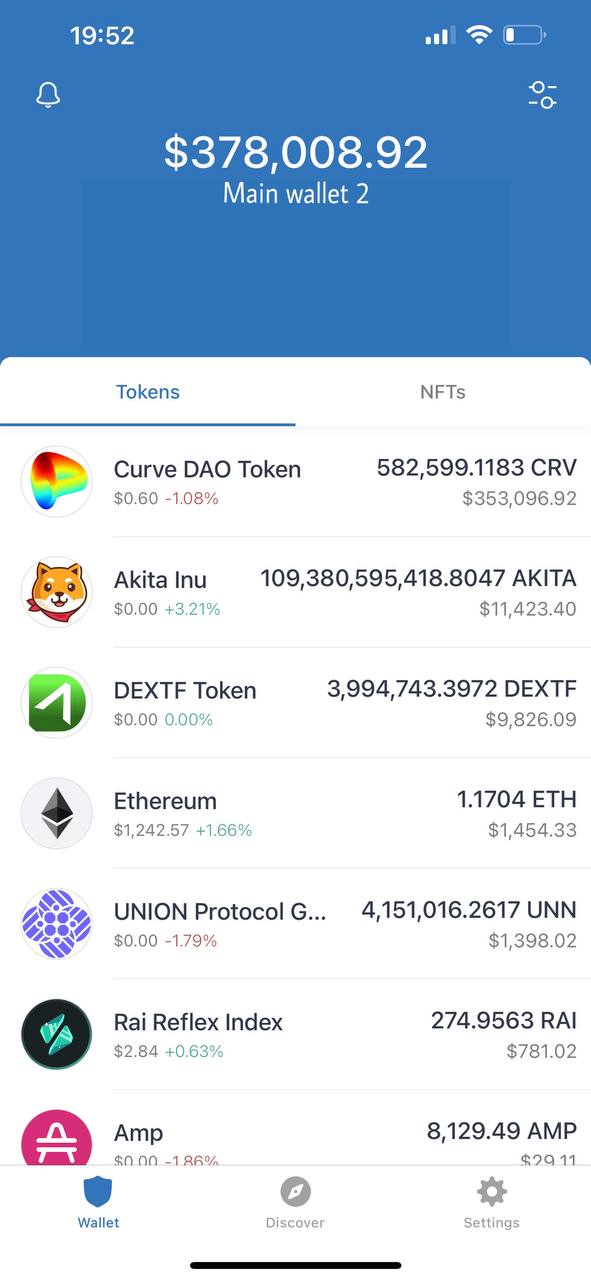 19:52
$378,008.92
Main wallet 2
Tokens
NFTs
Curve DAO Token
582,599.1183 CRV
$0.60 -1.08%
$353,096.92
Akita Inu
109,380,595,418.8047 AKITA
$0.00 +3.21%
$11,423.40
DEXTF Token
3,994,743.3972 DEXTF
$0.00 0.00%
$9,826.09
Ethereum
1.1704 ETH
$1,242.57 +1.66%
$1,454.33
UNION Protocol G...
4,151,016.2617 UNN
$0.00 -1.79%
$1,398.02
Rai Reflex Index
274.9563 RAI
$2.84 +0.63%
$781.02
Amp
8,129.49 AMP
$0.00 -1.86%
$29.11
Wallet
Discover
Settings